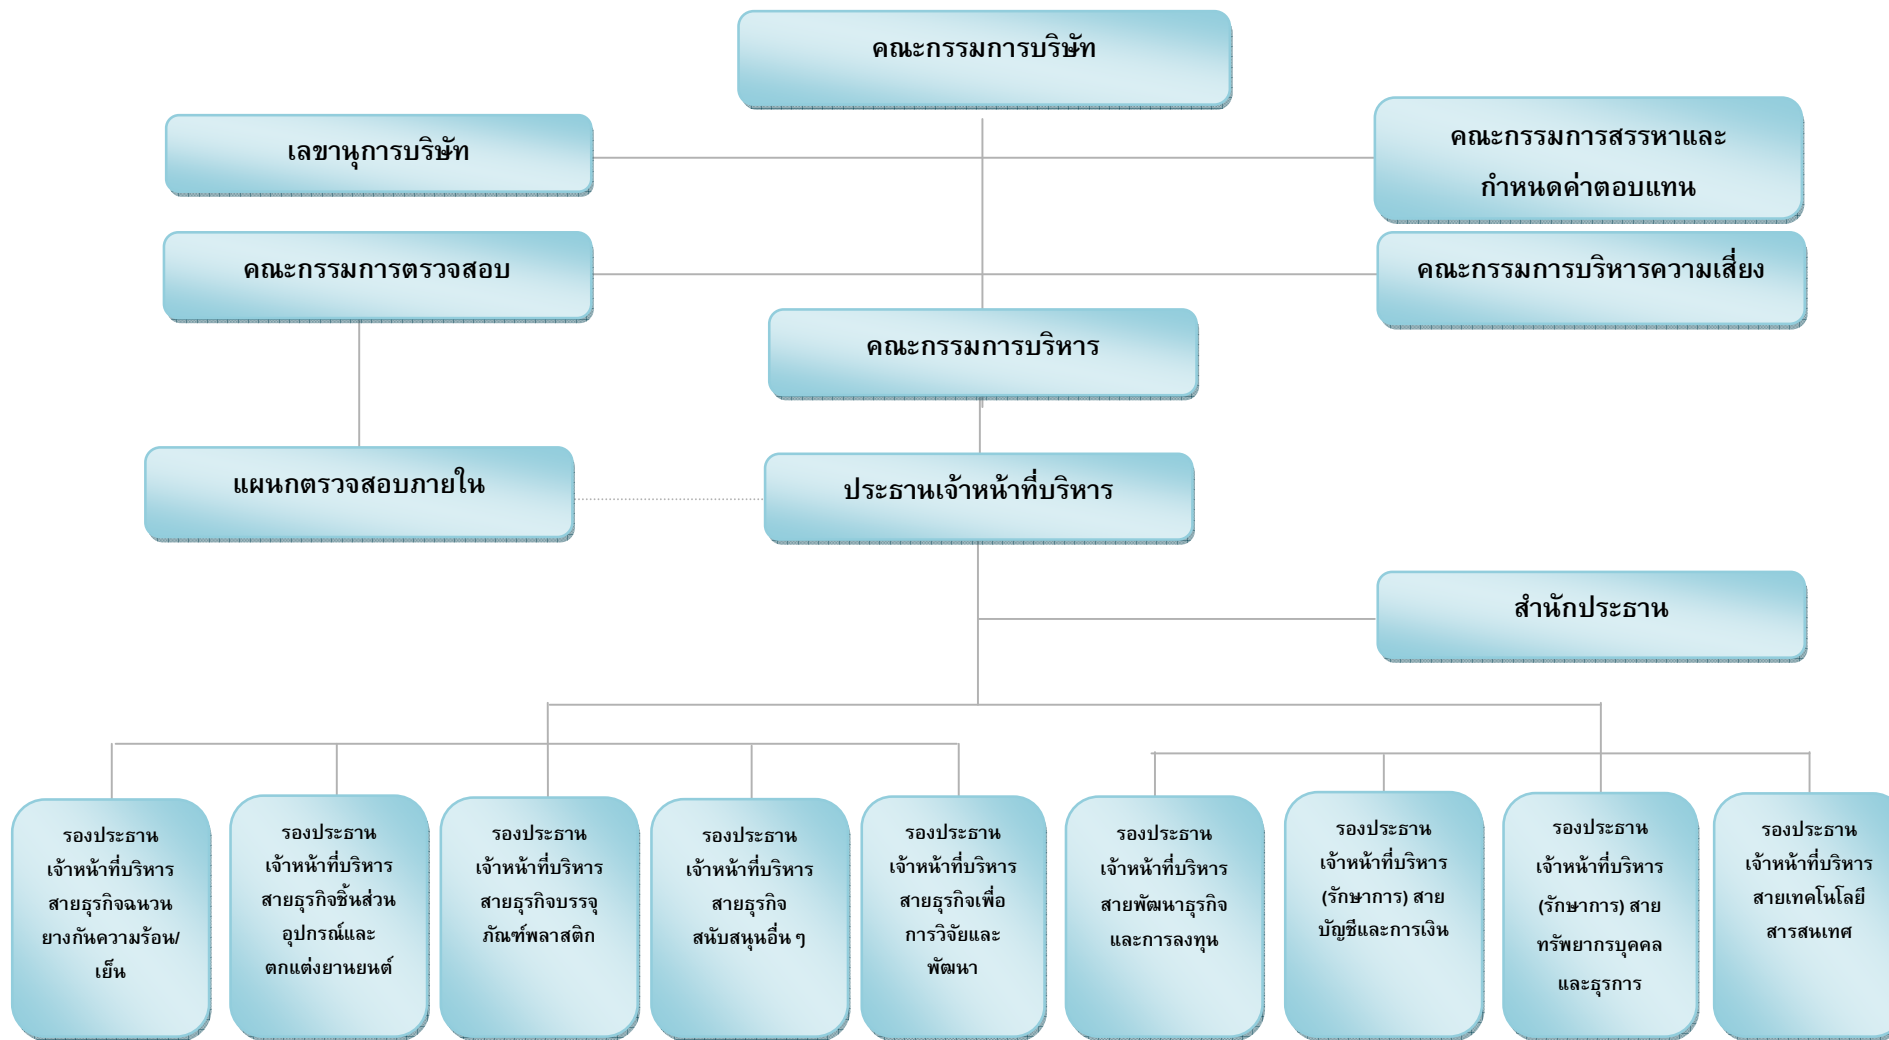 คณะกรรมการบริษัท
เลขานุการบริษัท
คณะกรรมการสรรหาและ
กำหนดค่าตอบแทน
คณะกรรมการตรวจสอบ
คณะกรรมการบริหารความเสี่ยง
คณะกรรมการบริหาร
แผนกตรวจสอบภายใน
ประธานเจ้าหน้าที่บริหาร
สำนักประธาน
รองประธาน
เจ้าหน้าที่บริหาร
สายธุรกิจฉนวน
ยางกันความร้อน/
เย็น
รองประธาน
เจ้าหน้าที่บริหาร
สายธุรกิจชิ้นส่วน
อุปกรณ์และ
ตกแต่งยานยนต์
รองประธาน
เจ้าหน้าที่บริหาร
สายธุรกิจบรรจุ
ภัณฑ์พลาสติก
รองประธาน
เจ้าหน้าที่บริหาร
สายธุรกิจ
สนับสนุนอื่น ๆ
รองประธาน
เจ้าหน้าที่บริหาร
สายธุรกิจเพื่อ
การวิจัยและ
พัฒนา
รองประธาน
เจ้าหน้าที่บริหาร
สายพัฒนาธุรกิจ
และการลงทุน
รองประธาน
เจ้าหน้าที่บริหาร
(รักษาการ) สาย
บัญชีและการเงิน
รองประธาน
เจ้าหน้าที่บริหาร
(รักษาการ) สาย
ทรัพยากรบุคคล
และธุรการ
รองประธาน
เจ้าหน้าที่บริหาร
สายเทคโนโลยี
สารสนเทศ